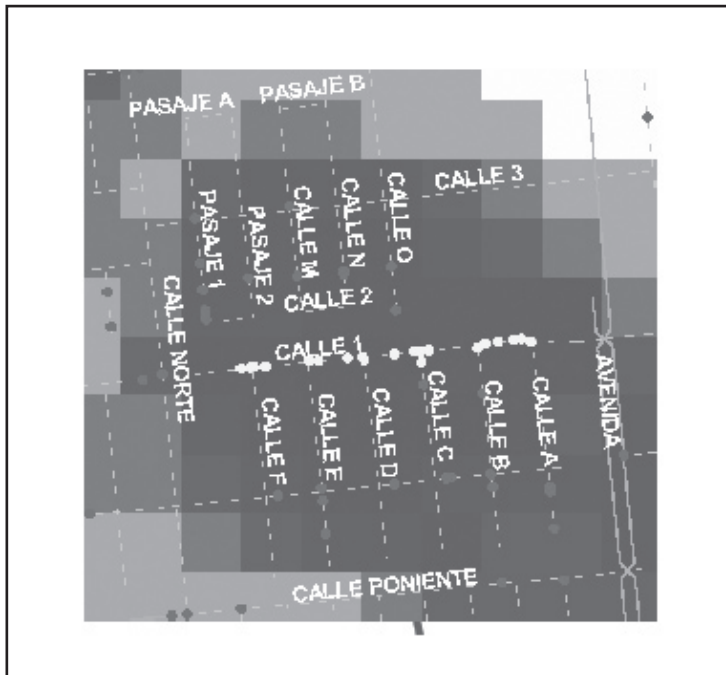 PASAJE A
PASAJE B
CALLE 3
PASAJE 1
PASAJE 2
CALLE M
CALLE N
CALLE O
CALLE 2
CALLE NORTE
CALLE 1
CALLE F
CALLE E
CALLE D
CALLE C
CALLE B
CALLE A
AVENIDA
CALLE PONIENTE